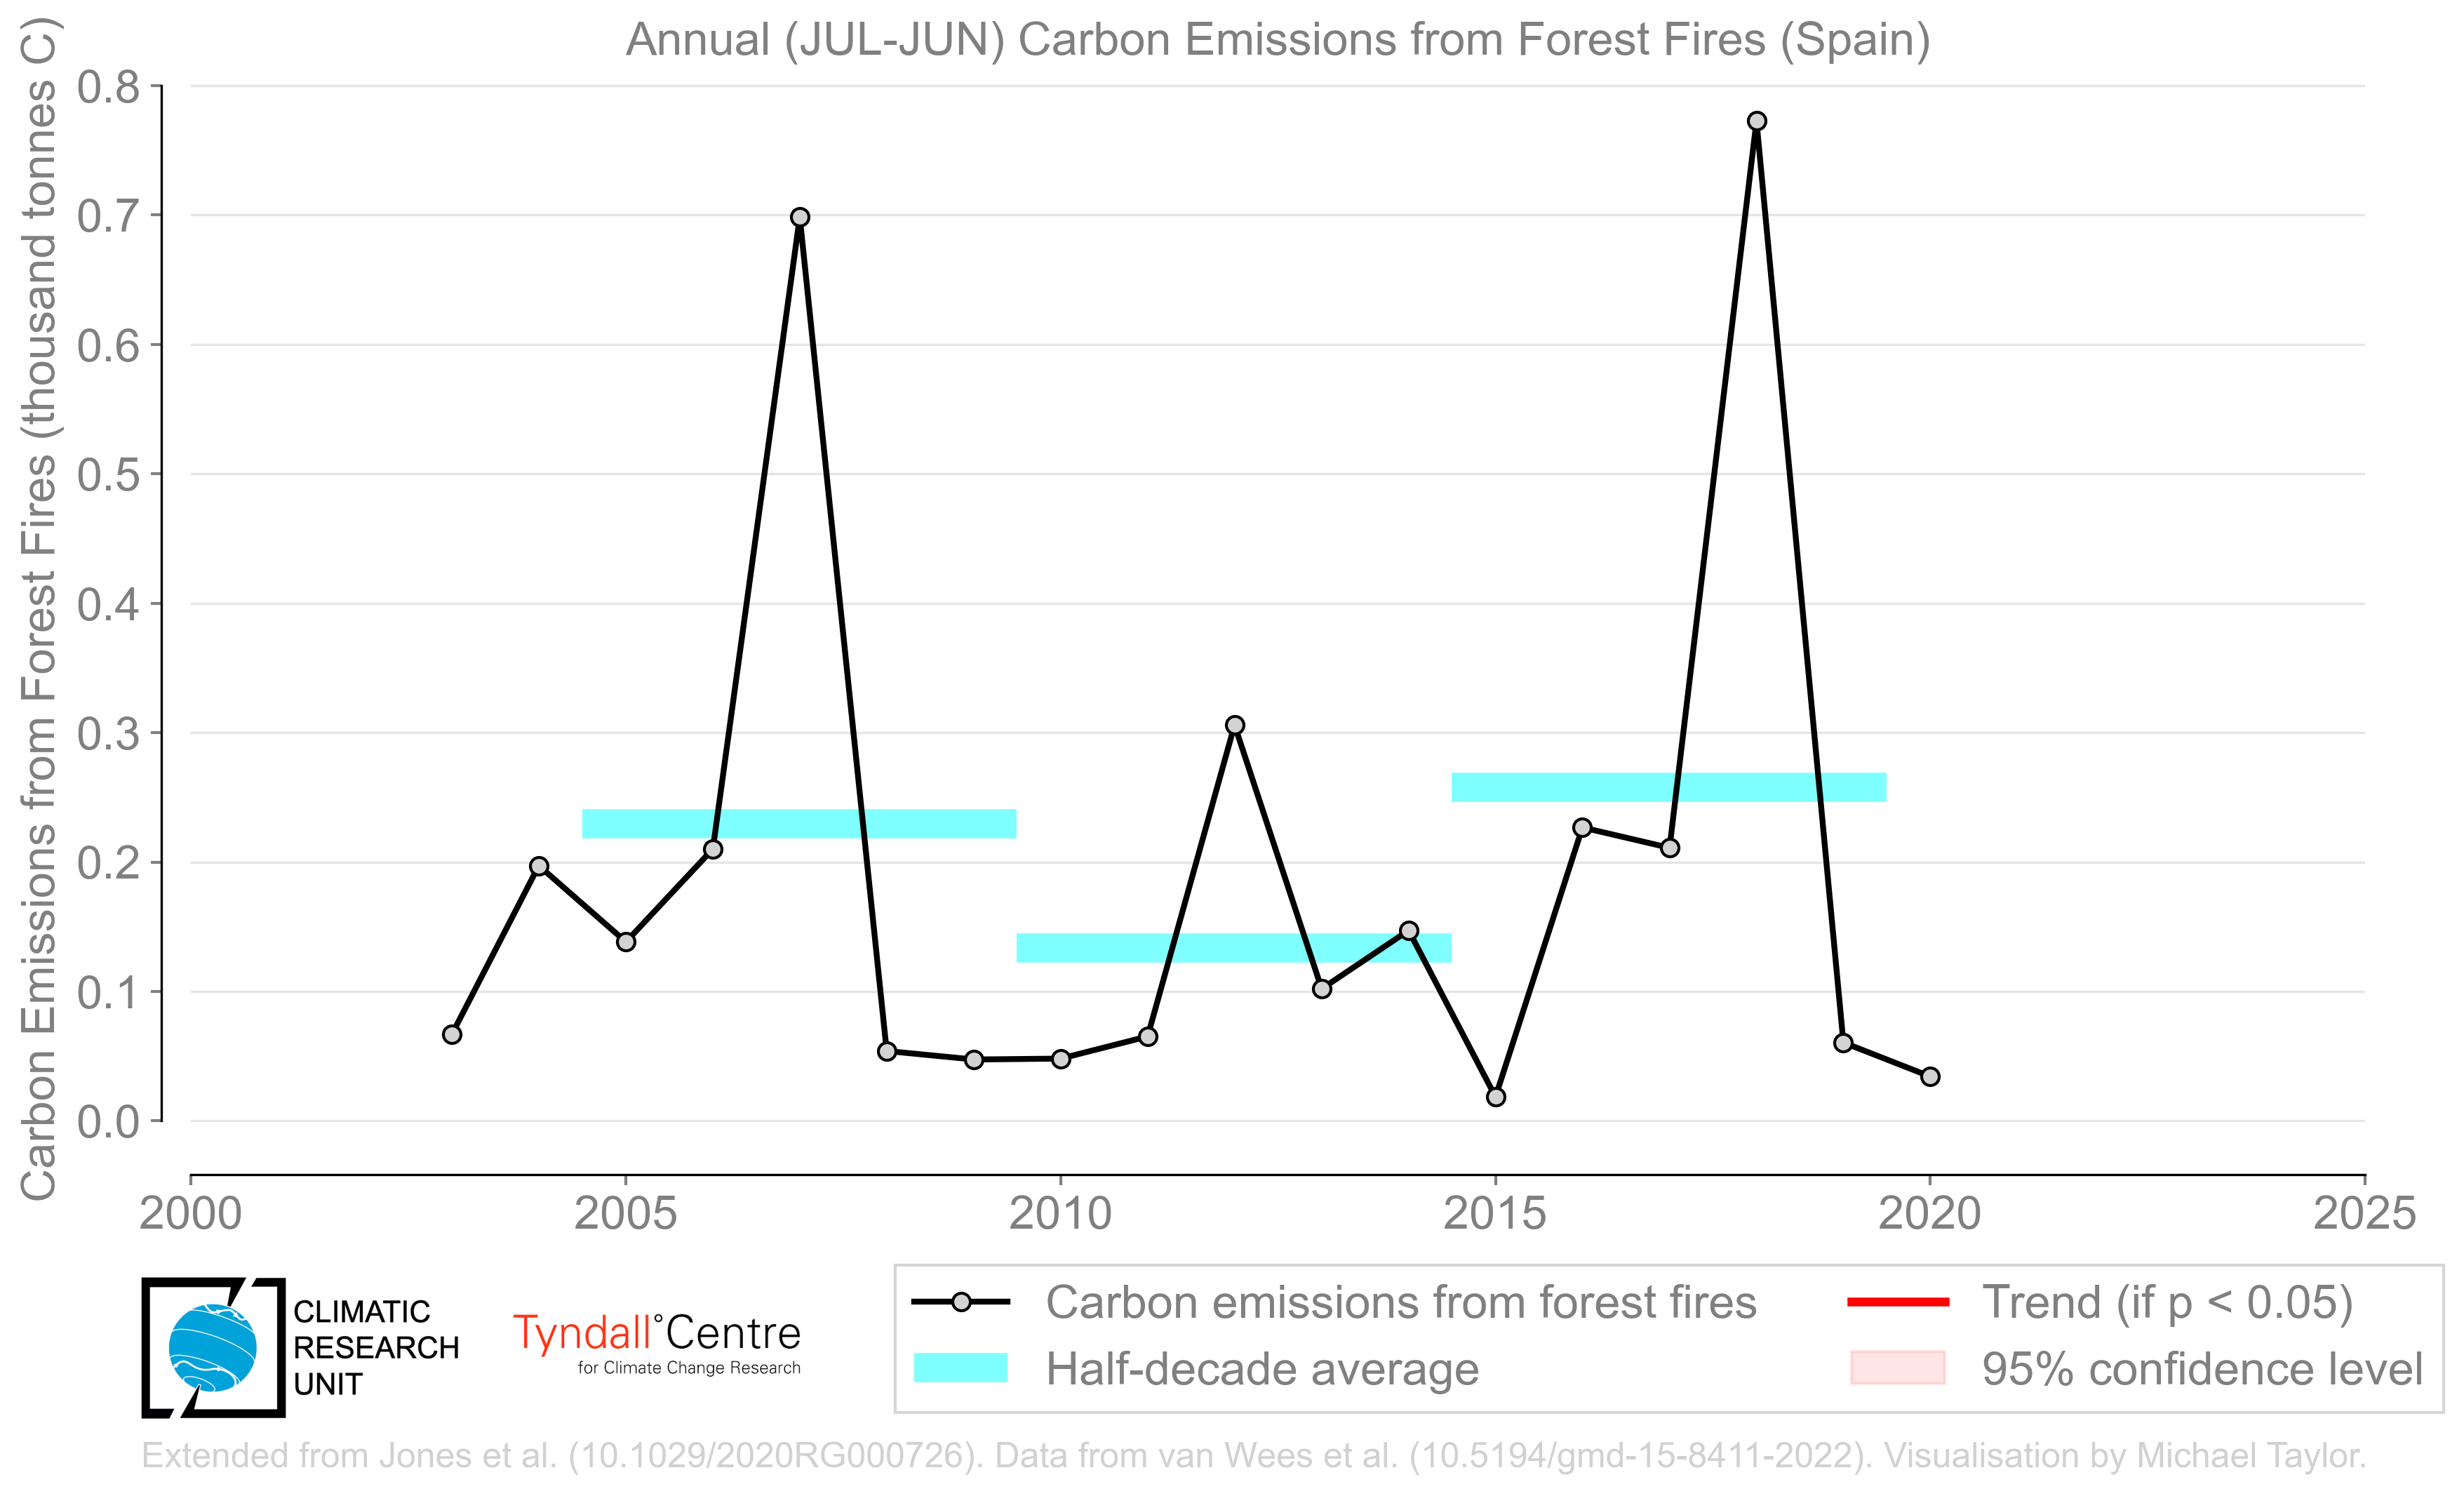 Annual (JUL-JUN) Carbon Emissions from Forest Fires (Spain)
Carbon Emissions from Forest Fires (thousand tonnes C)
0.8
0.7
0.6
0.5
0.4
0.3
0.2
0.1
0.0
2000 2005 2010 2015 2020 2025
CLIMATIC
RESEARCH
UNIT
Tyndall°Centre
for Climate Change Research
Carbon emissions from forest fires
Half-decade average
Trend (if p < 0.05)
95% confidence level
Extended from Jones et al. (10.1029/2020RG000726). Data from van Wees et al. (10.5194/gmd-15-8411-2022). Visualisation by Michael Taylor.